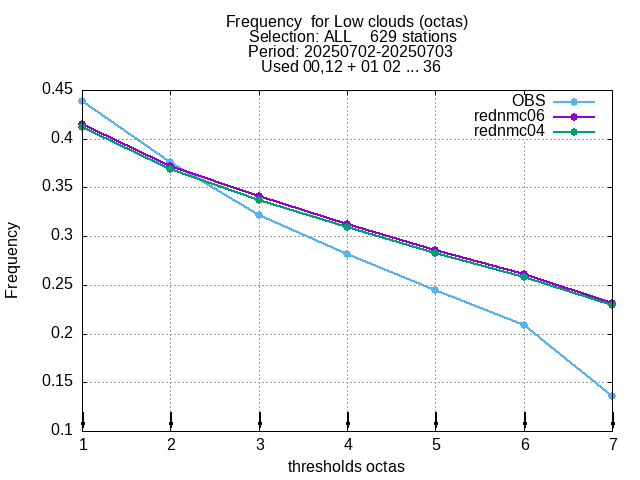 Frequency  for Low clouds (octas)
Selection: ALL    629 stations
Period: 20250702-20250703
Used 00,12 + 01 02 ... 36
OBS
rednmc06
rednmc04
0.45
0.4
0.35
0.3
0.25
0.2
0.15
0.1
Frequency
1 2 3 4 5 6 7
thresholds octas